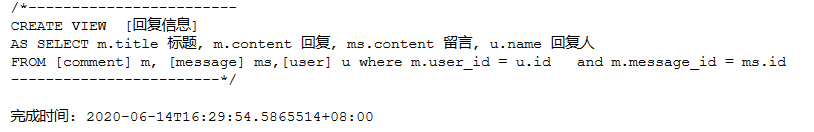 /*------------------------
CREATE VIEW  [回复信息]
AS SELECT m.title 标题, m.content 回复, ms.content 留言, u.name 回复人
FROM [comment] m, [message] ms,[user] u where m.user_id = u.id   and m.message_id = ms.id
------------------------*/
完成时间: 2020-06-14T16:29:54.5865514+08:00